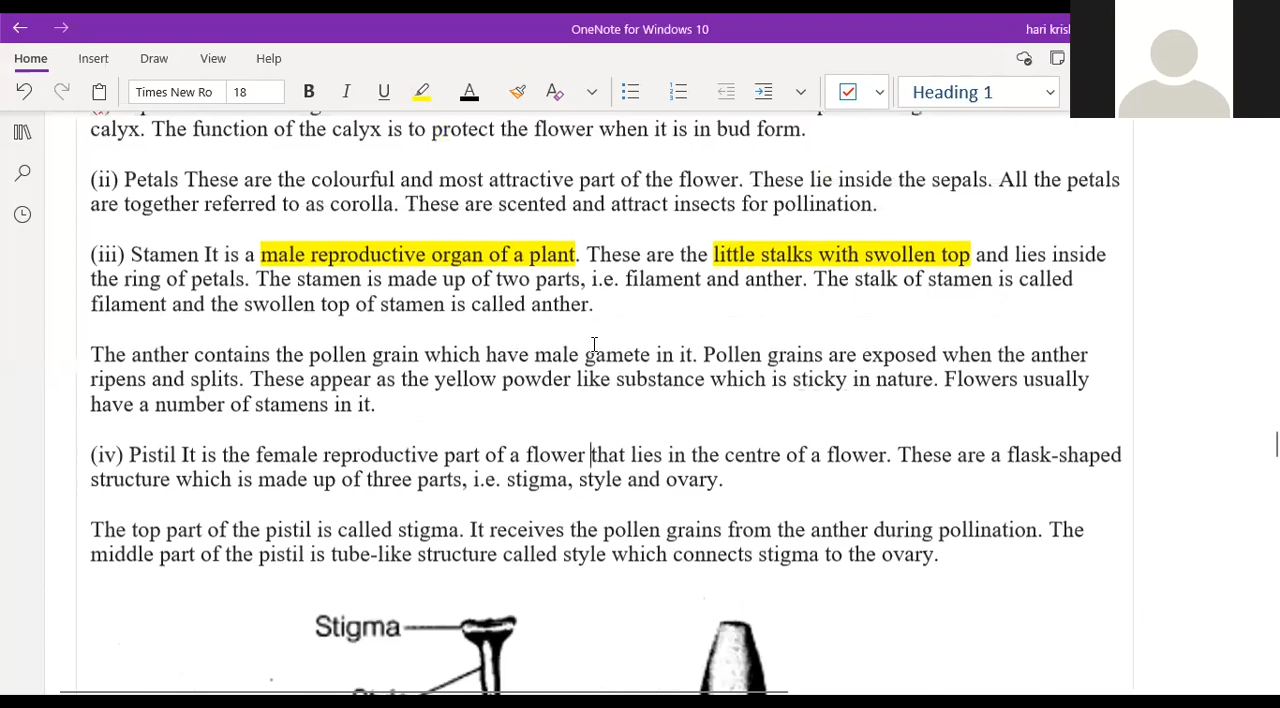 OneNote for Windows 10
hari krish
Home Insert Draw View Help
Times New Ro 18 B I U A A Heading 1
calyx. The function of the calyx is to protect the flower when it is in bud form.
(ii) Petals These are the colourful and most attractive part of the flower. These lie inside the sepals. All the petals
are together referred to as corolla. These are scented and attract insects for pollination.
(iii) Stamen It is a male reproductive organ of a plant. These are the little stalks with swollen top and lies inside
the ring of petals. The stamen is made up of two parts, i.e. filament and anther. The stalk of stamen is called
filament and the swollen top of stamen is called anther.
The anther contains the pollen grain which have male gamete in it. Pollen grains are exposed when the anther
ripens and splits. These appear as the yellow powder like substance which is sticky in nature. Flowers usually
have a number of stamens in it.
(iv) Pistil It is the female reproductive part of a flower that lies in the centre of a flower. These are a flask-shaped
structure which is made up of three parts, i.e. stigma, style and ovary.
The top part of the pistil is called stigma. It receives the pollen grains from the anther during pollination. The
middle part of the pistil is tube-like structure called style which connects stigma to the ovary.
Stigma